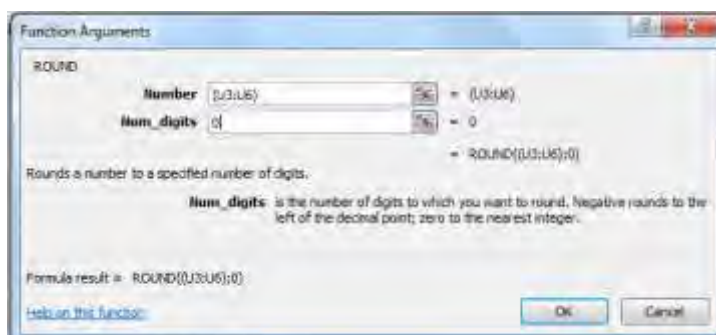 Function Arguments
ROUND
Number (U3:U6) = (U3:U6)
Num_digits 0 = 0
= ROUND((U3:U6);0)
Rounds a number to a specified number of digits.
Num_digits is the number of digits to which you want to round. Negative rounds to the
left of the decimal point; zero to the nearest integer.
Formula result = ROUND((U3:U6);0)
Help on this function
OK Cancel